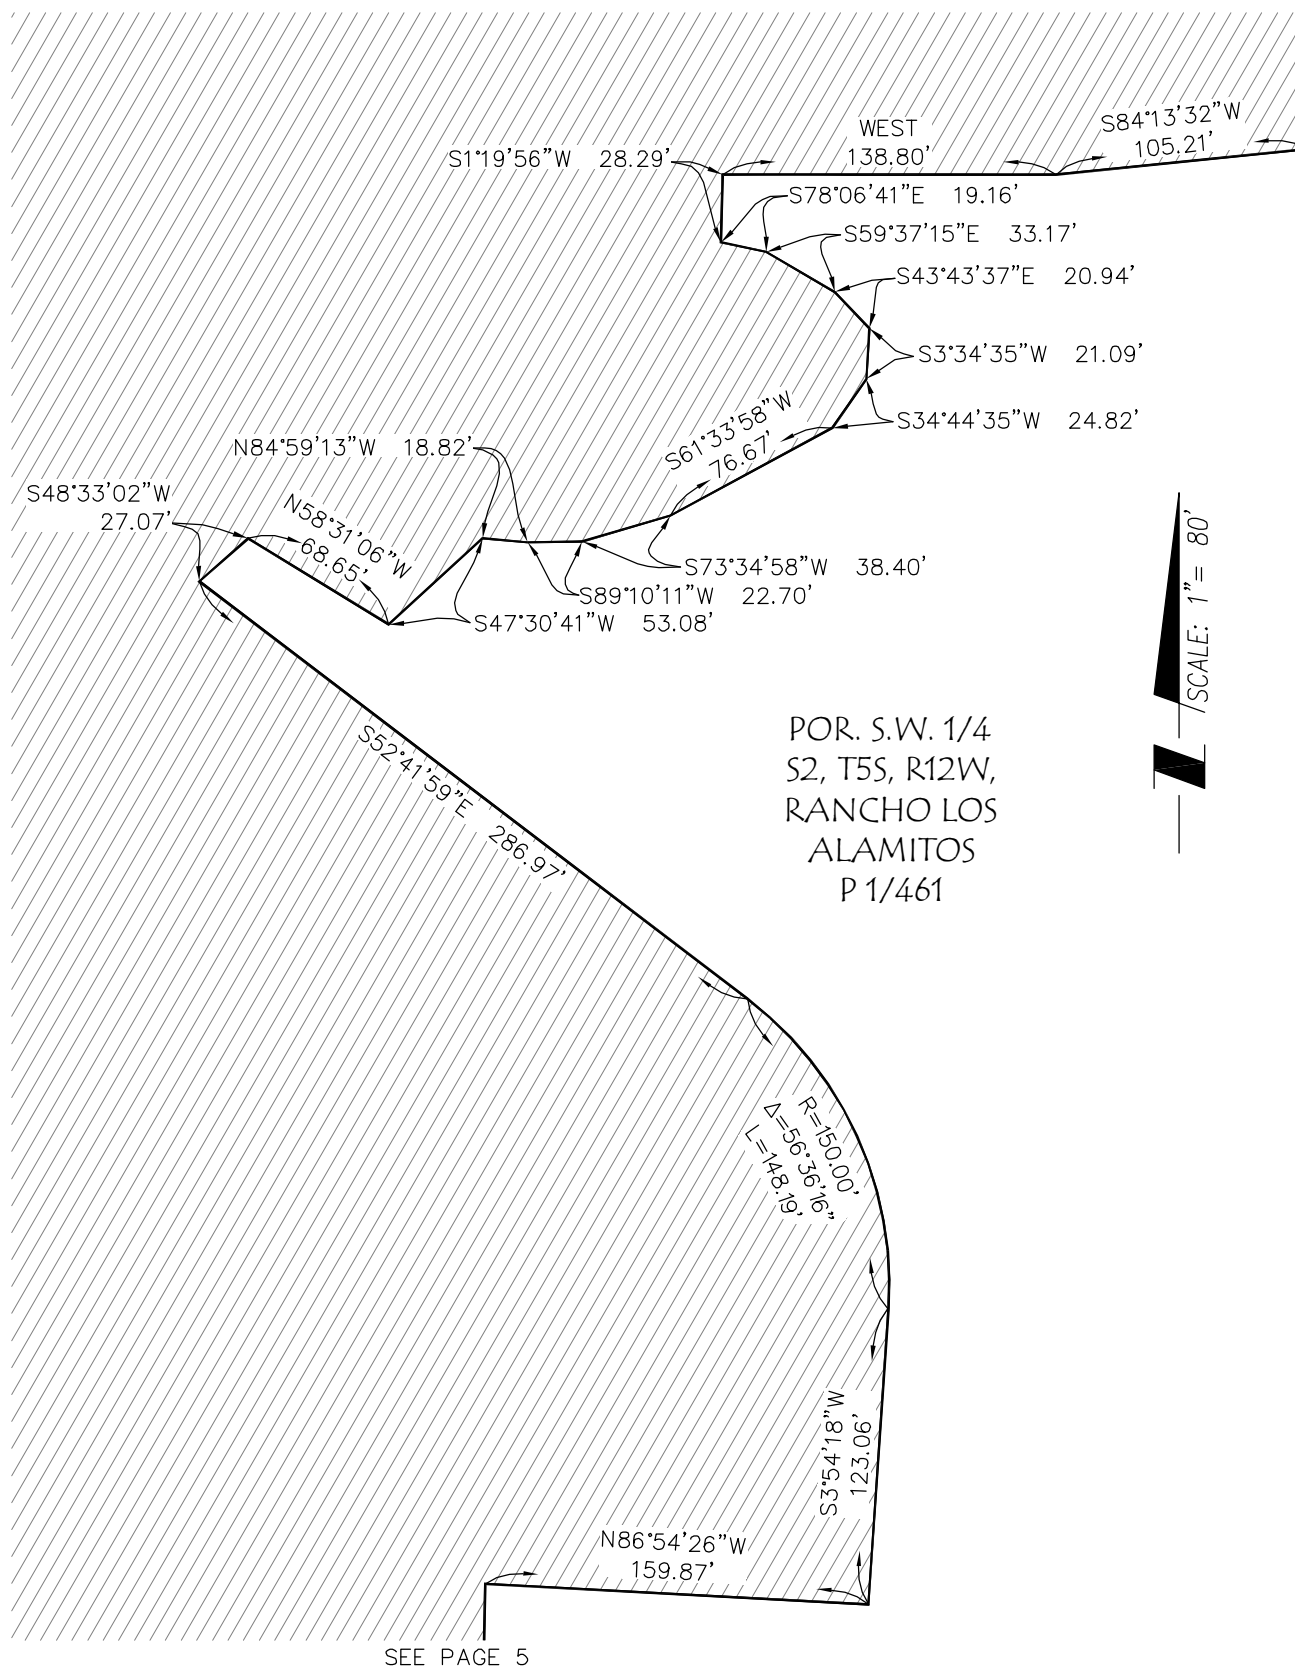 S84°13'32"W
105.21'
WEST
138.80'
S1°19'56"W 28.29'
S78°06'41"E 19.16'
S59°37'15"E 33.17'
S43°43'37"E 20.94'
S3°34'35"W 21.09'
S34°44'35"W 24.82'
S61°33'58"W
76.67'
N84°59'13"W 18.82'
S48°33'02"W
27.07'
N58°31'06"W
68.65'
S73°34'58"W 38.40'
S89°10'11"W 22.70'
S47°30'41"W 53.08'
SCALE: 1"= 80'
N
S52°41'59"E 286.97'
POR. S.W. 1/4
S2, T5S, R12W,
RANCHO LOS
ALAMITOS
P 1/461
R=150.00'
Δ=56°36'16"
L=148.19'
S3°54'18"W
123.06'
N86°54'26"W
159.87'
SEE PAGE 5